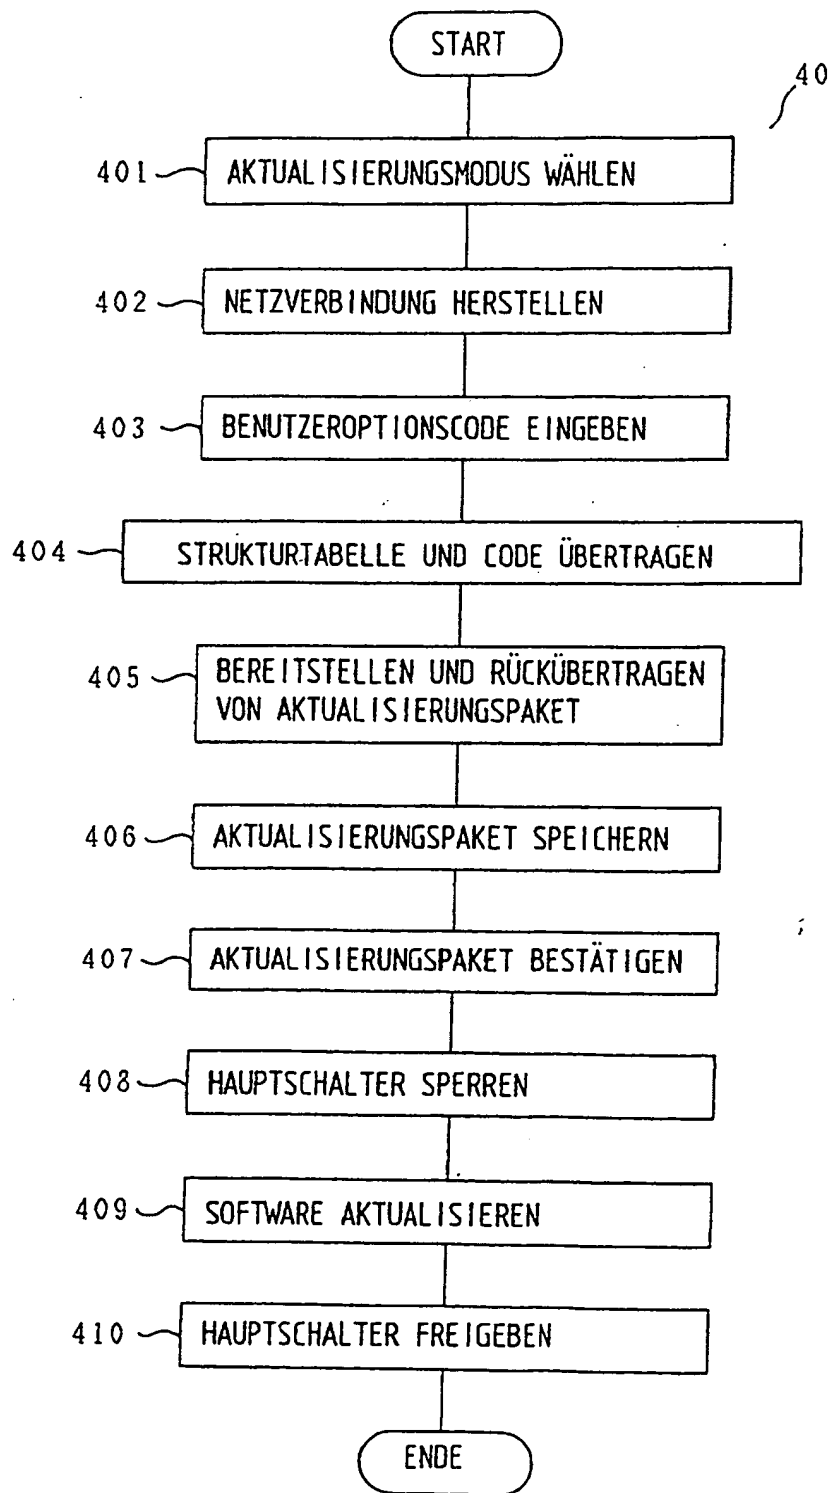 START
40
401 AKTUALISIERUNGSMODUS WÄHLEN
402 NETZVERBINDUNG HERSTELLEN
403 BENUTZEROPTIONSCODE EINGEBEN
404 STRUKTURTABELLE UND CODE ÜBERTRAGEN
405 BEREITSTELLEN UND RÜCKÜBERTRAGEN
VON AKTUALISIERUNGSPAKET
406 AKTUALISIERUNGSPAKET SPEICHERN
407 AKTUALISIERUNGSPAKET BESTÄTIGEN
408 HAUPTSCHALTER SPERREN
409 SOFTWARE AKTUALISIEREN
410 HAUPTSCHALTER FREIGEBEN
ENDE